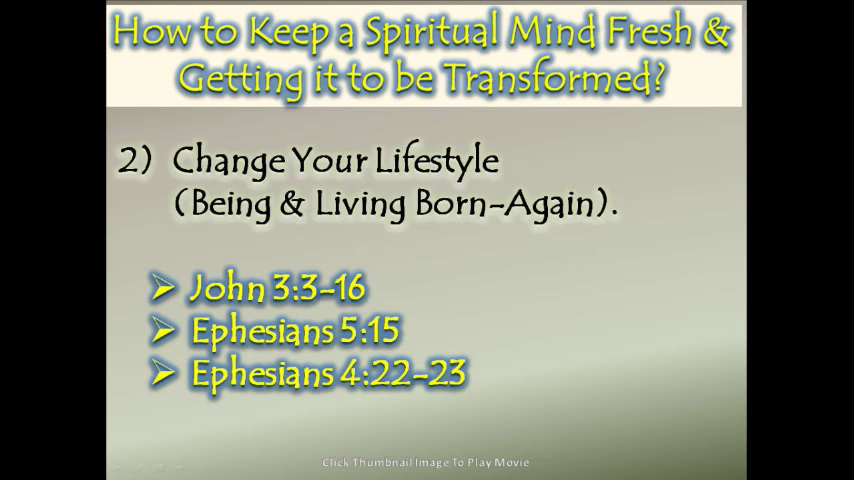 How to Keep a Spiritual Mind Fresh &
Getting it to be Transformed?
2) Change Your Lifestyle
(Being & Living Born-Again).
➢ John 3:3-16
➢ Ephesians 5:15
➢ Ephesians 4:22-23
Click Thumbnail Image To Play Movie